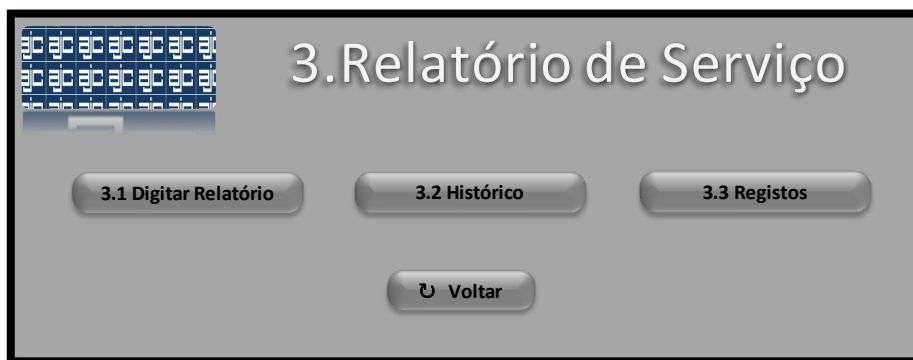 3.Relatório de Serviço
3.1 Digitar Relatório
3.2 Histórico
3.3 Registos
↻ Voltar